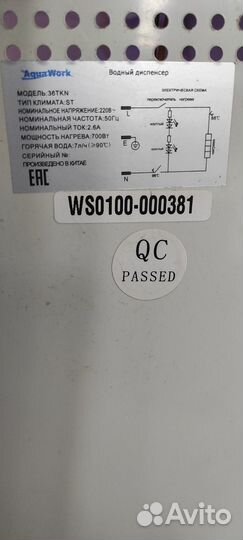 AquaWork
Водный диспенсер
МОДЕЛЬ:36TKN
ТИП КЛИМАТА:ST
НОМИНАЛЬНОЕ НАПРЯЖЕНИЕ:220В~
НОМИНАЛЬНАЯ ЧАСТОТА:50Гц
НОМИНАЛЬНЫЙ ТОК:2.6А
МОЩНОСТЬ НАГРЕВА:700ВТ
ГОРЯЧАЯ ВОДА:7л/ч (≥90℃)
СЕРИЙНЫЙ №
ПРОИЗВЕДЕНО В КИТАЕ
EAC
ЭЛЕКТРИЧЕСКАЯ СХЕМА
переключатель нагрева
L
E
N
WS0100-000381
QC
PASSED
Avito